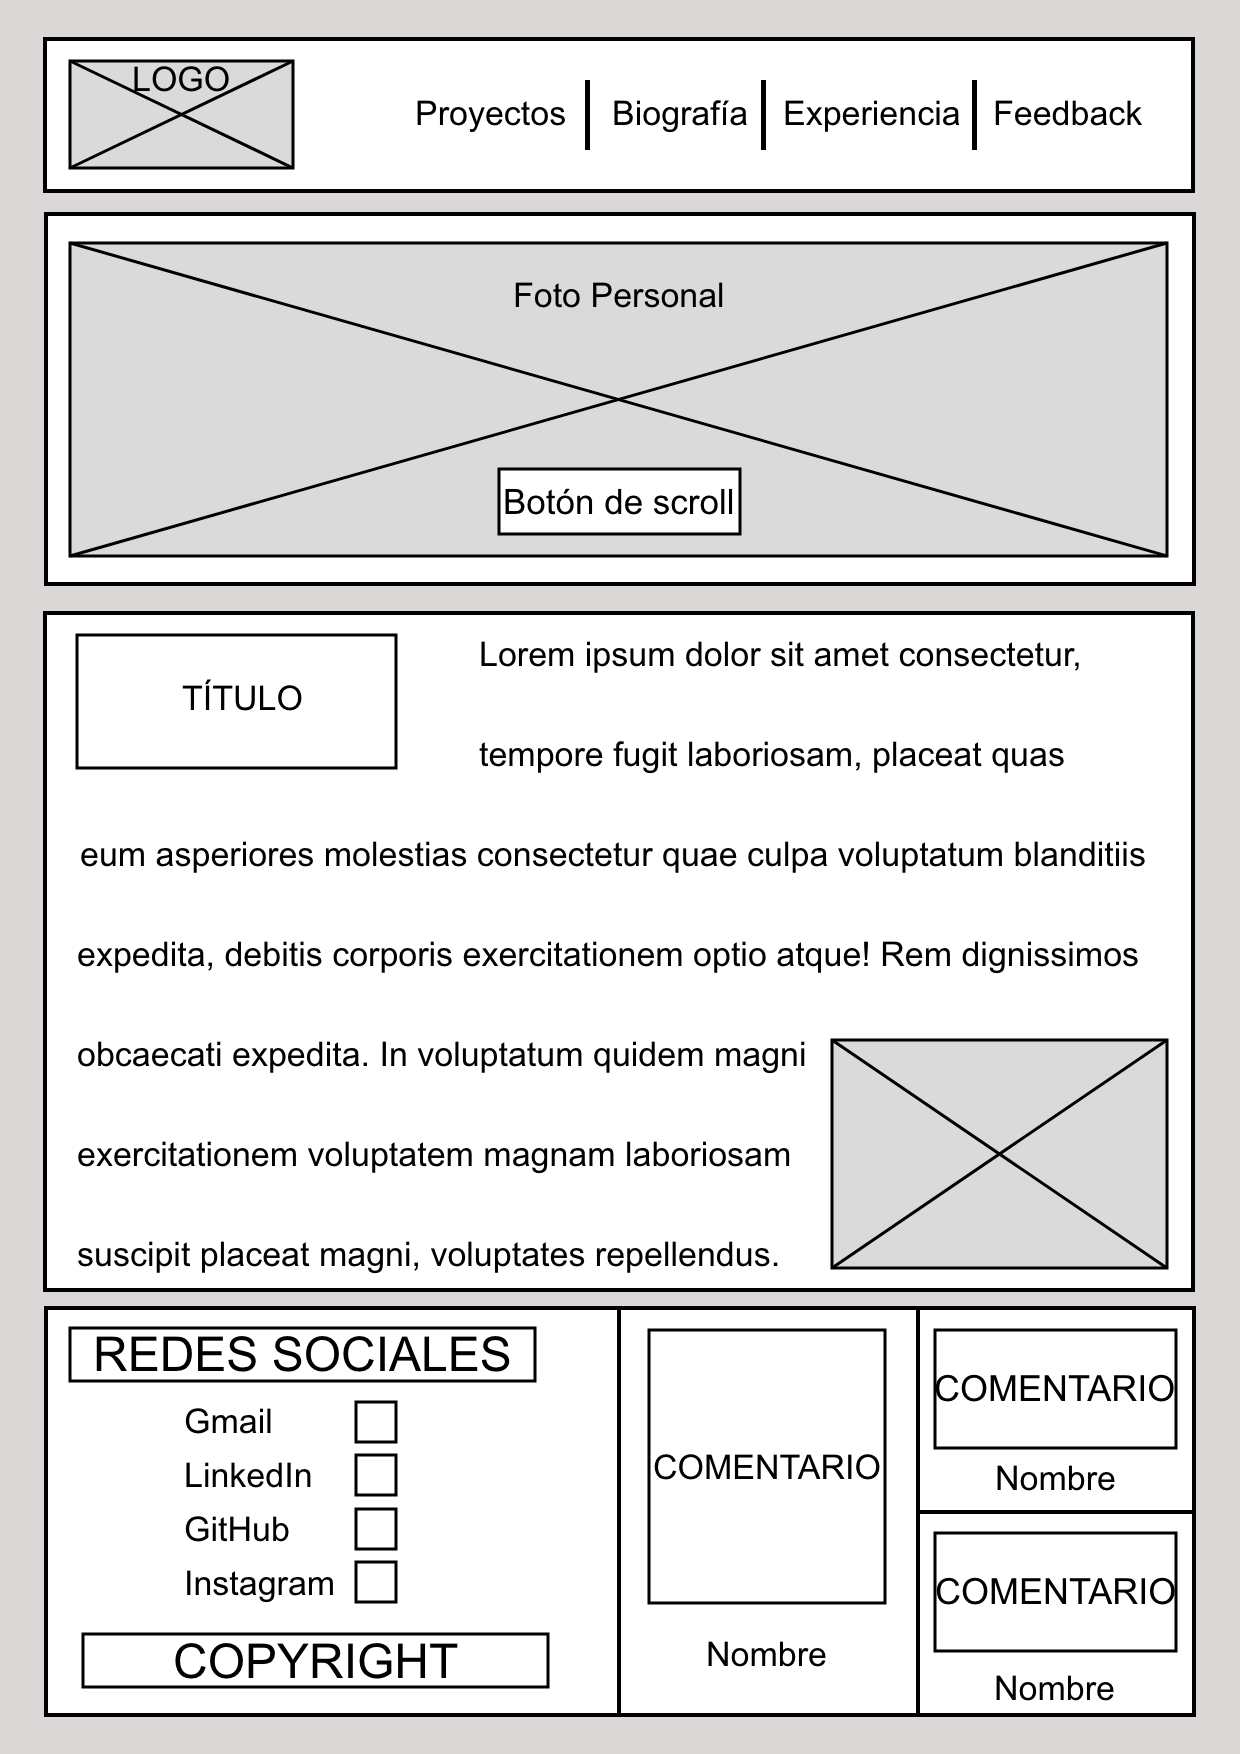 LOGO
Proyectos
Biografía
Experiencia
Feedback
Foto Personal
Botón de scroll
TÍTULO
Lorem ipsum dolor sit amet consectetur,
tempore fugit laboriosam, placeat quas
eum asperiores molestias consectetur quae culpa voluptatum blanditiis
expedita, debitis corporis exercitationem optio atque! Rem dignissimos
obcaecati expedita. In voluptatum quidem magni
exercitationem voluptatem magnam laboriosam
suscipit placeat magni, voluptates repellendus.
REDES SOCIALES
Gmail
LinkedIn
GitHub
Instagram
COPYRIGHT
COMENTARIO
Nombre
COMENTARIO
Nombre
COMENTARIO
Nombre